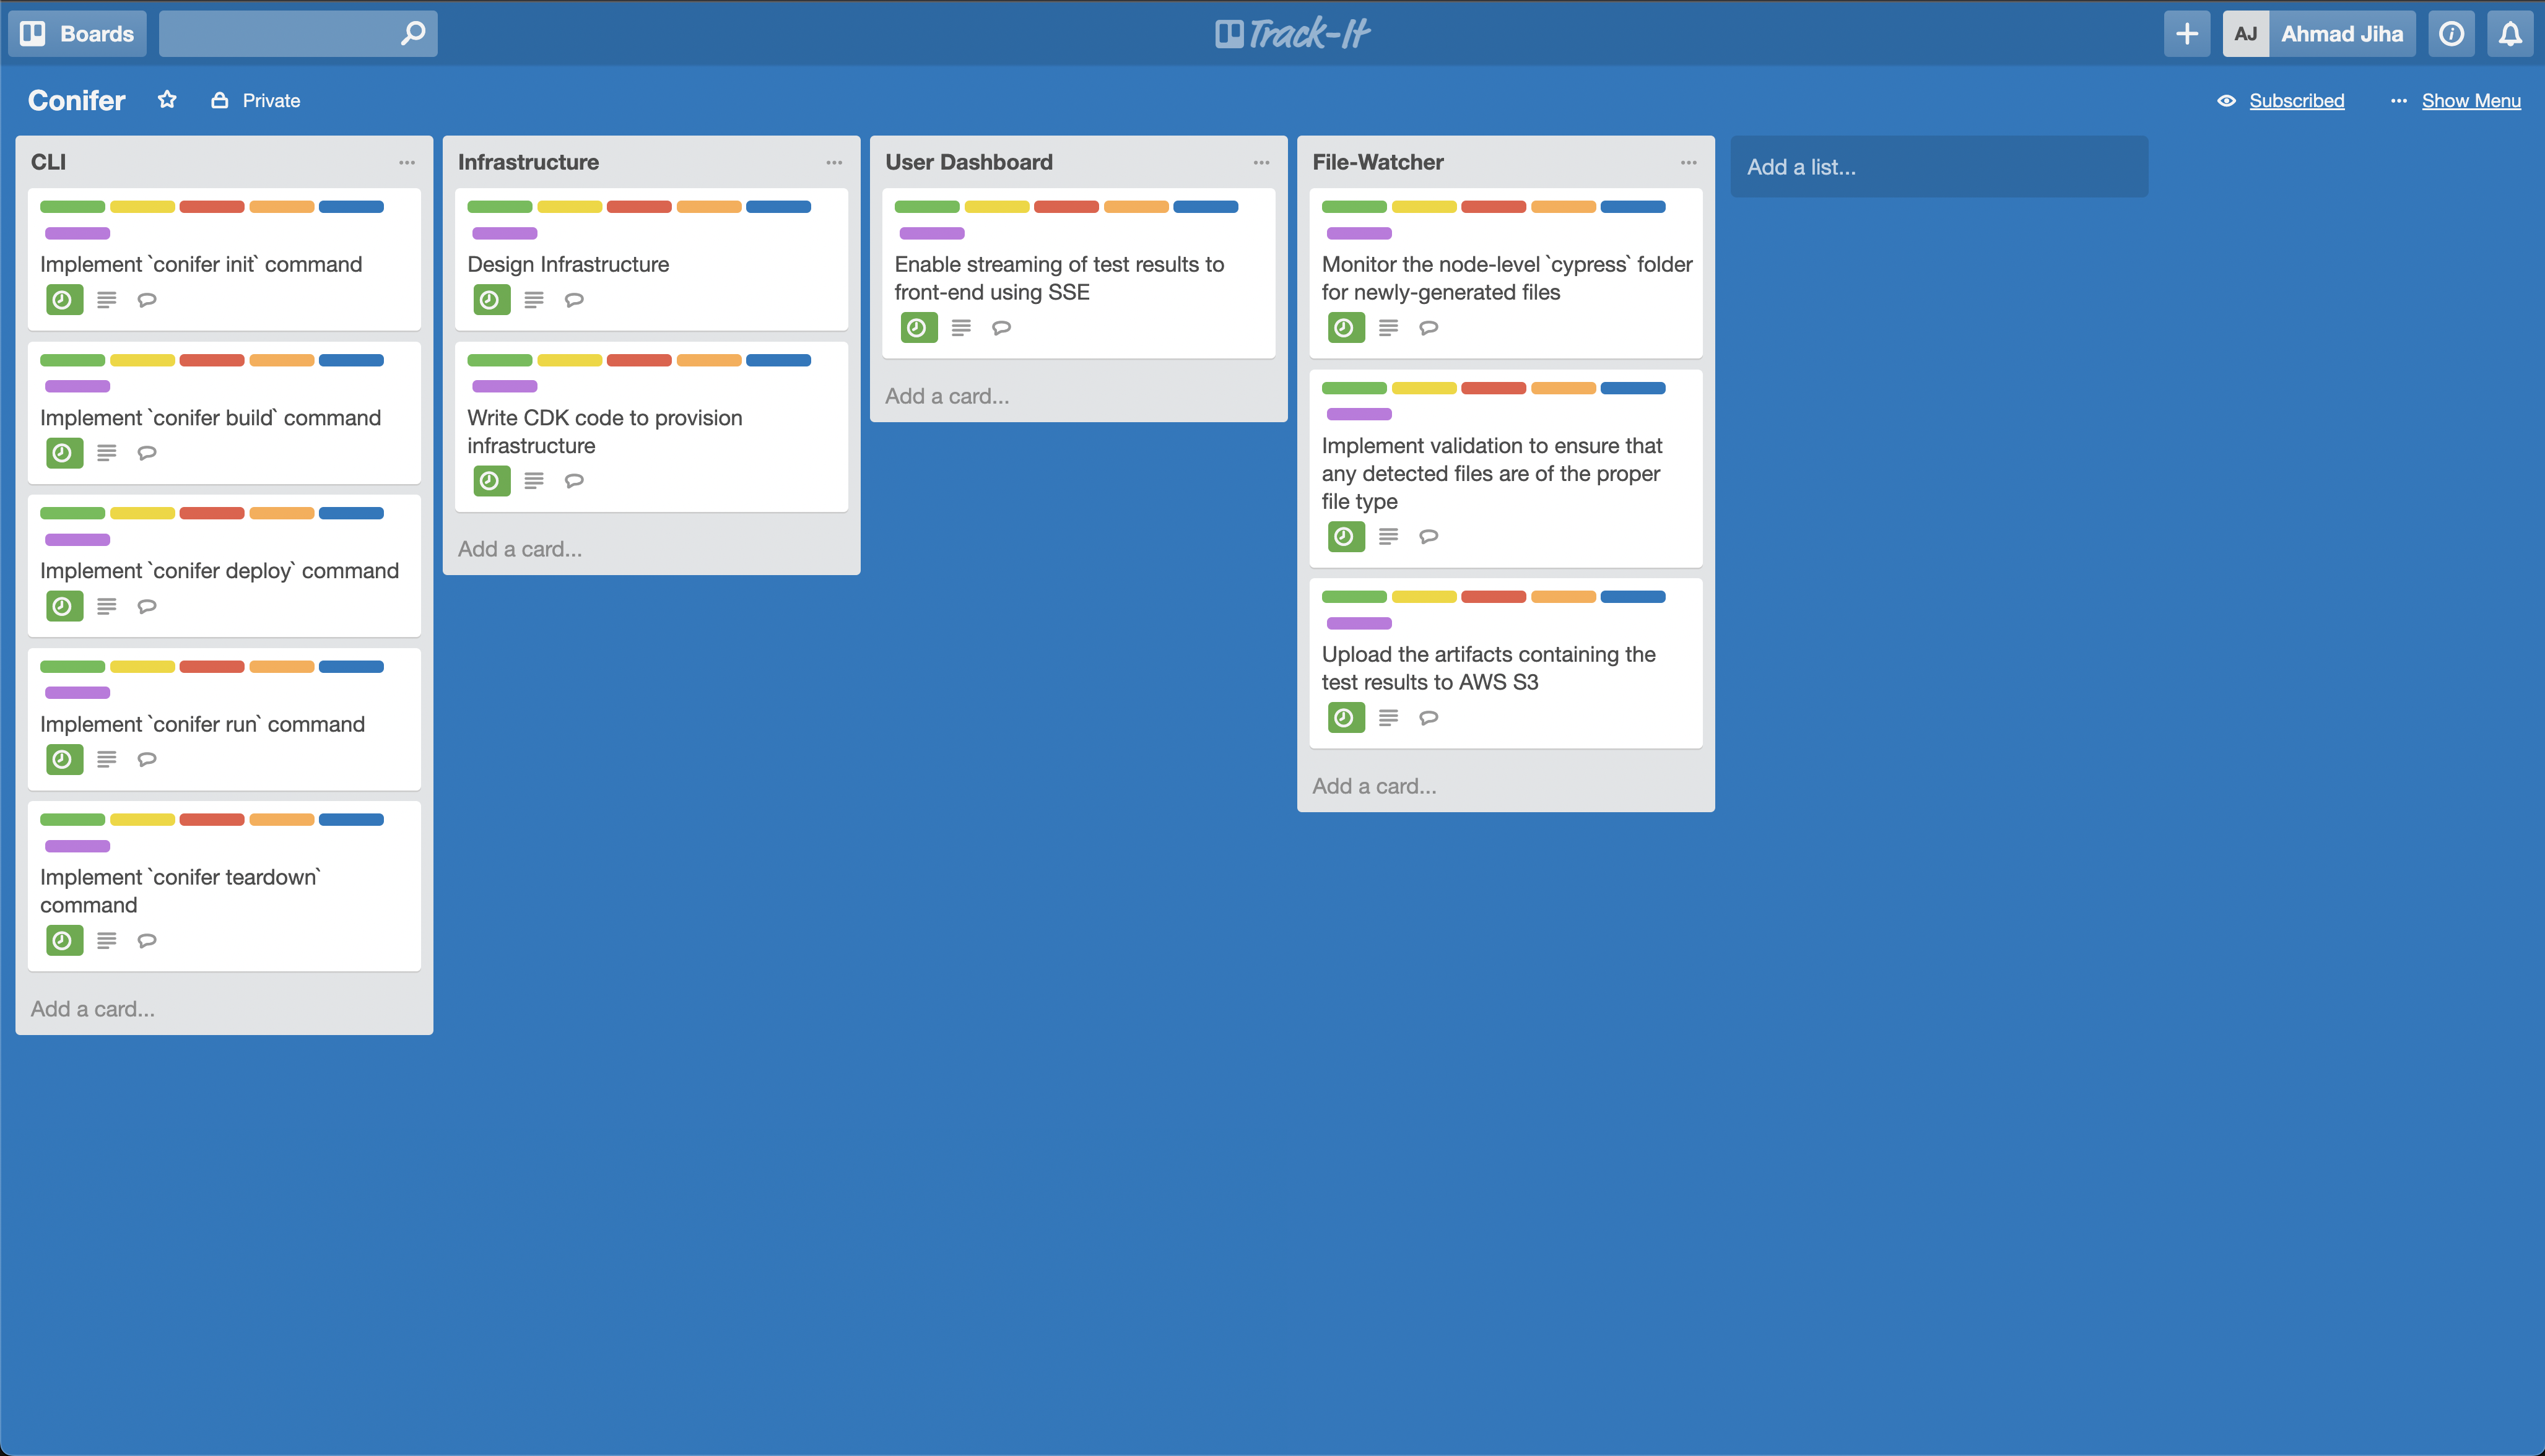 Boards
Track-It
AJ Ahmad Jiha
Conifer
Private
Subscribed
... Show Menu
CLI
...
Implement `conifer init` command
Implement `conifer build` command
Implement `conifer deploy` command
Implement `conifer run` command
Implement `conifer teardown`
command
Add a card...
Infrastructure
...
Design Infrastructure
Write CDK code to provision
infrastructure
Add a card...
User Dashboard
...
Enable streaming of test results to
front-end using SSE
Add a card...
File-Watcher
...
Monitor the node-level `cypress` folder
for newly-generated files
Implement validation to ensure that
any detected files are of the proper
file type
Upload the artifacts containing the
test results to AWS S3
Add a card...
Add a list...